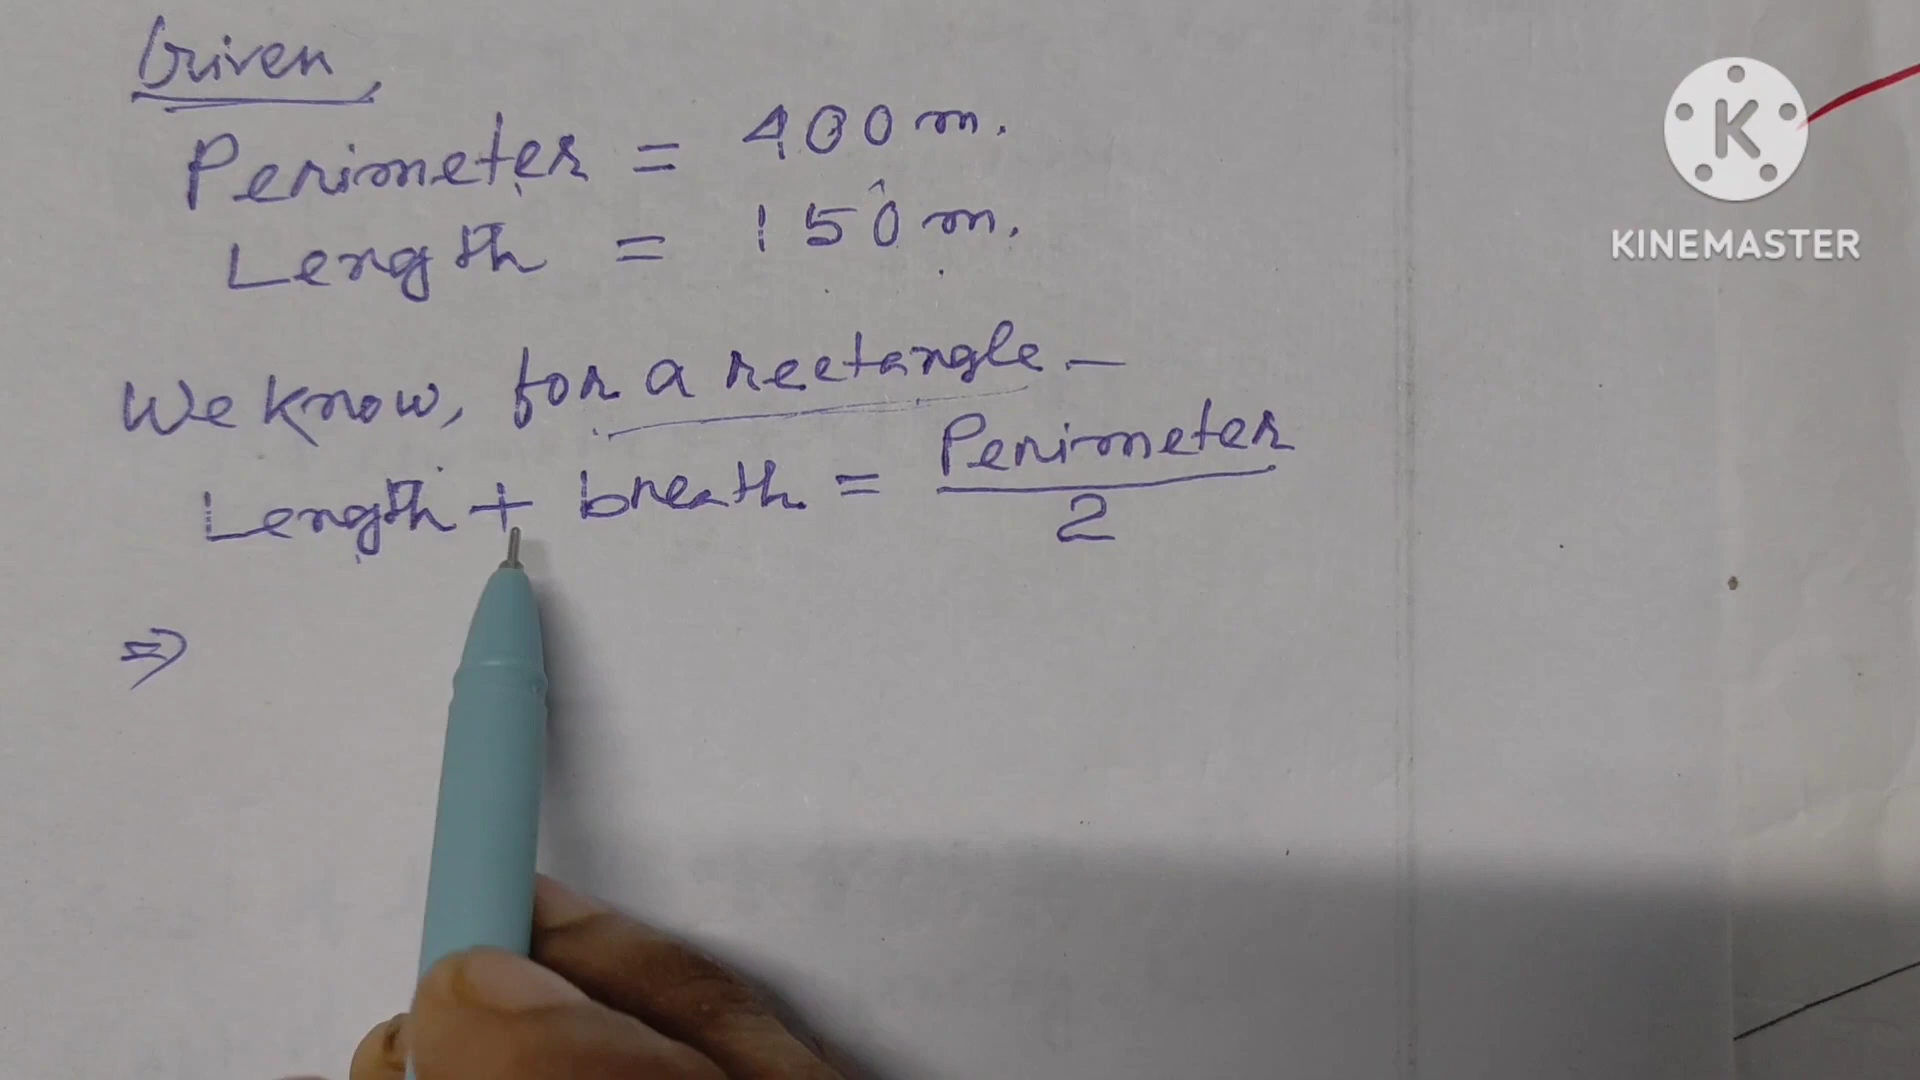 Given,
Perimeter = 400 m.
Length = 150 m.
We know, for a rectangle -
Length + breath = Perimeter
2
⇒
K
KINEMASTER